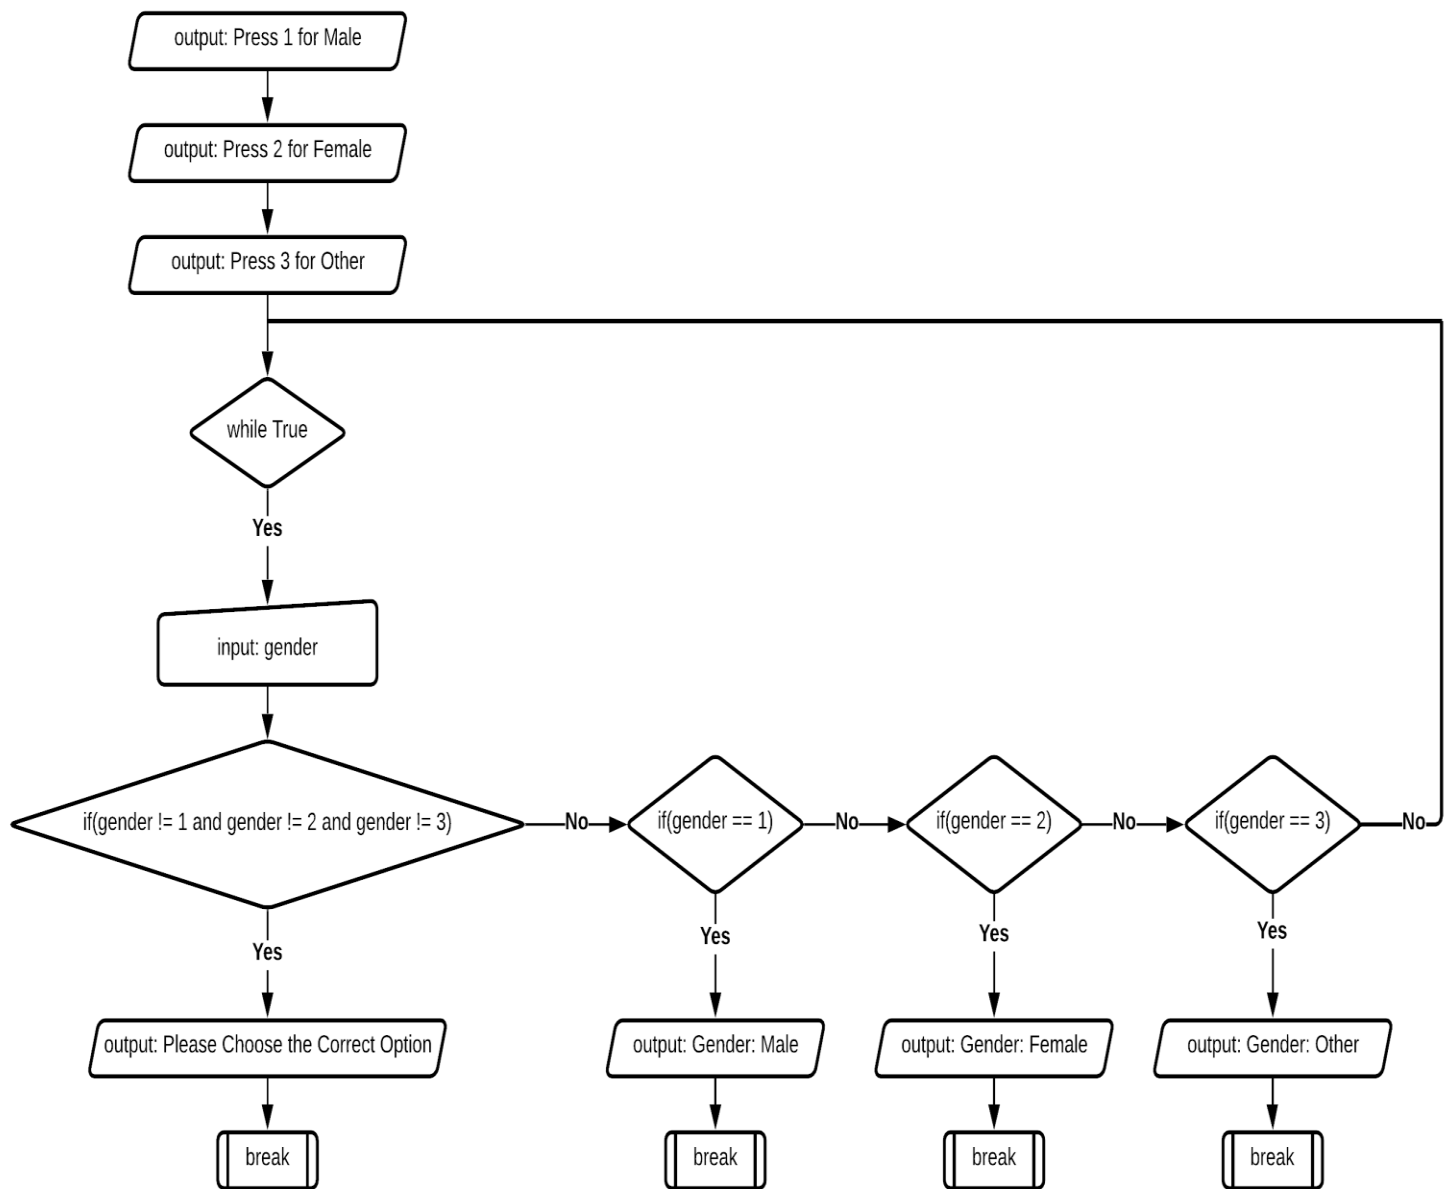 output: Press 1 for Male
output: Press 2 for Female
output: Press 3 for Other
while True
Yes
input: gender
if(gender != 1 and gender != 2 and gender != 3)
No
if(gender == 1)
No
if(gender == 2)
No
if(gender == 3)
No
Yes
Yes
Yes
Yes
output: Please Choose the Correct Option
output: Gender: Male
output: Gender: Female
output: Gender: Other
break
break
break
break